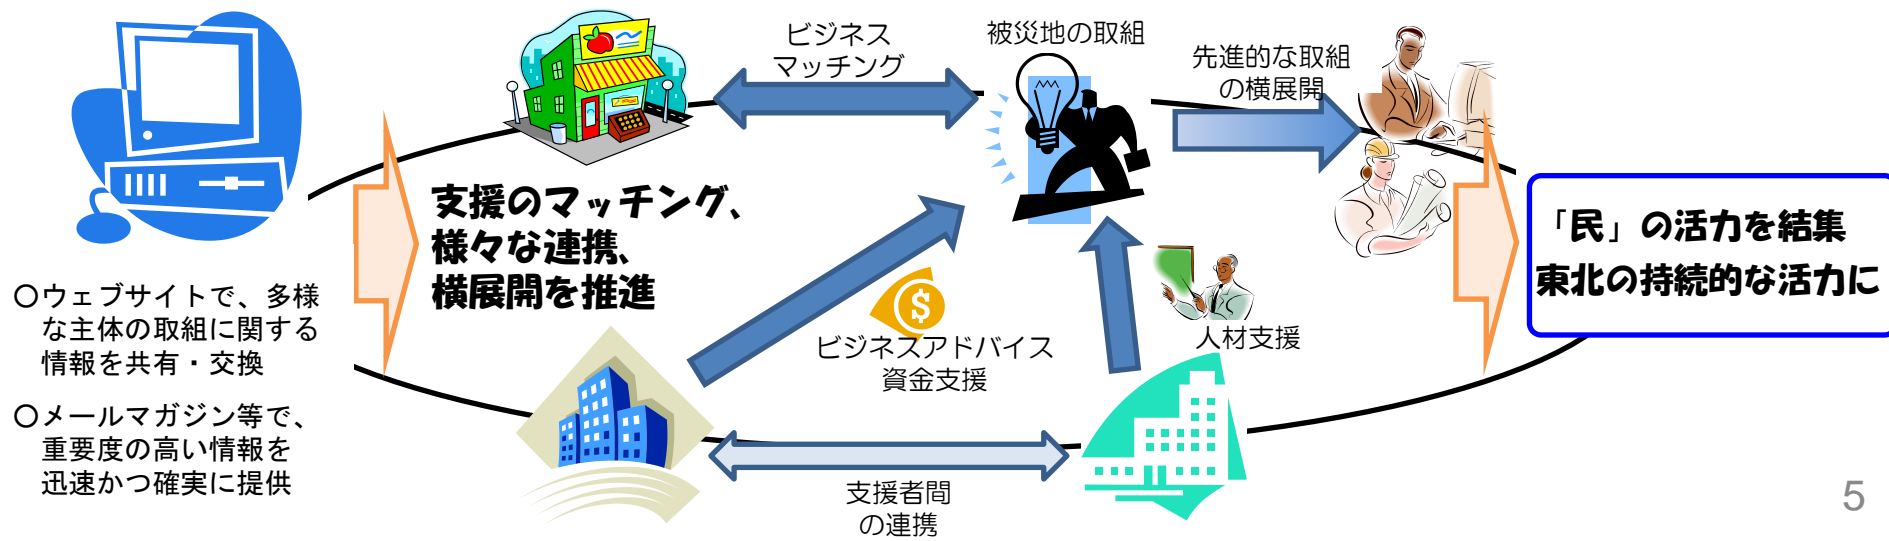 ○ウェブサイトで、多様
な主体の取組に関する
情報を共有・交換
○メールマガジン等で、
重要度の高い情報を
迅速かつ確実に提供
支援のマッチング、
様々な連携、
横展開を推進
ビジネス
マッチング
被災地の取組
先進的な取組
の横展開
ビジネスアドバイス
資金支援
人材支援
支援者間
の連携
「民」の活力を結集
東北の持続的な活力に
5